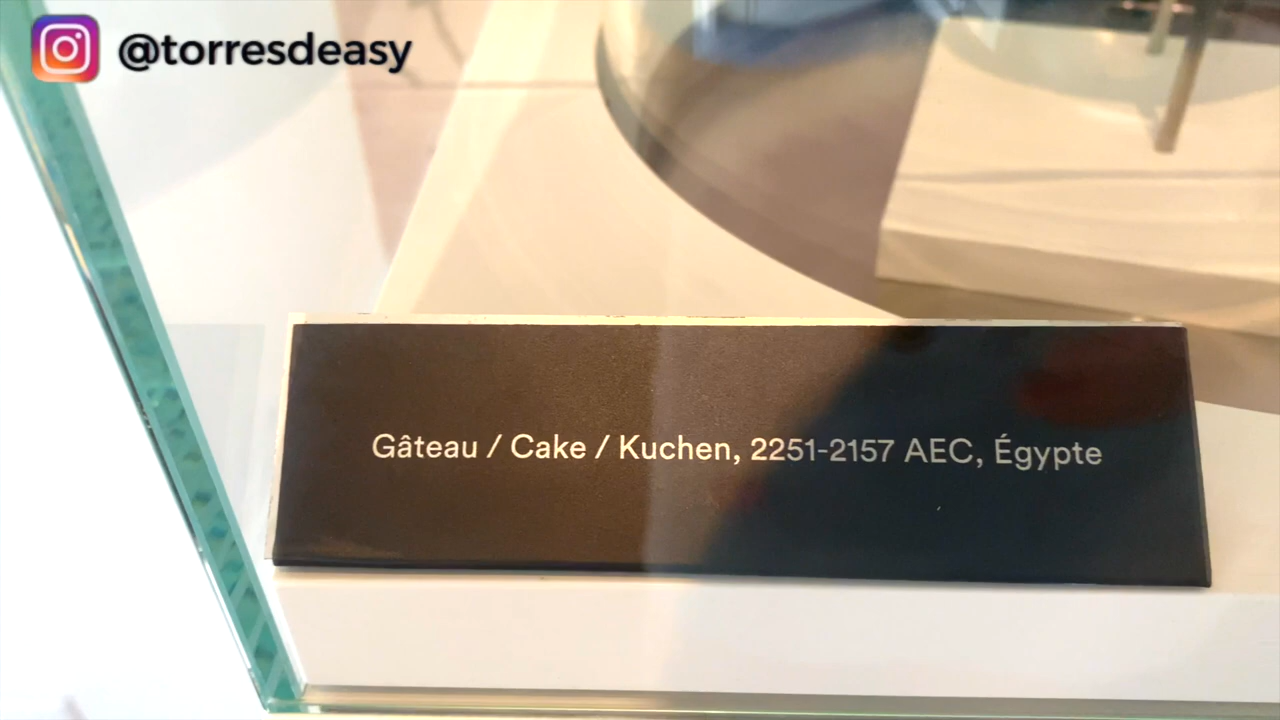 @torresdeasy
Gâteau / Cake / Kuchen, 2251-2157 AEC, Égypte